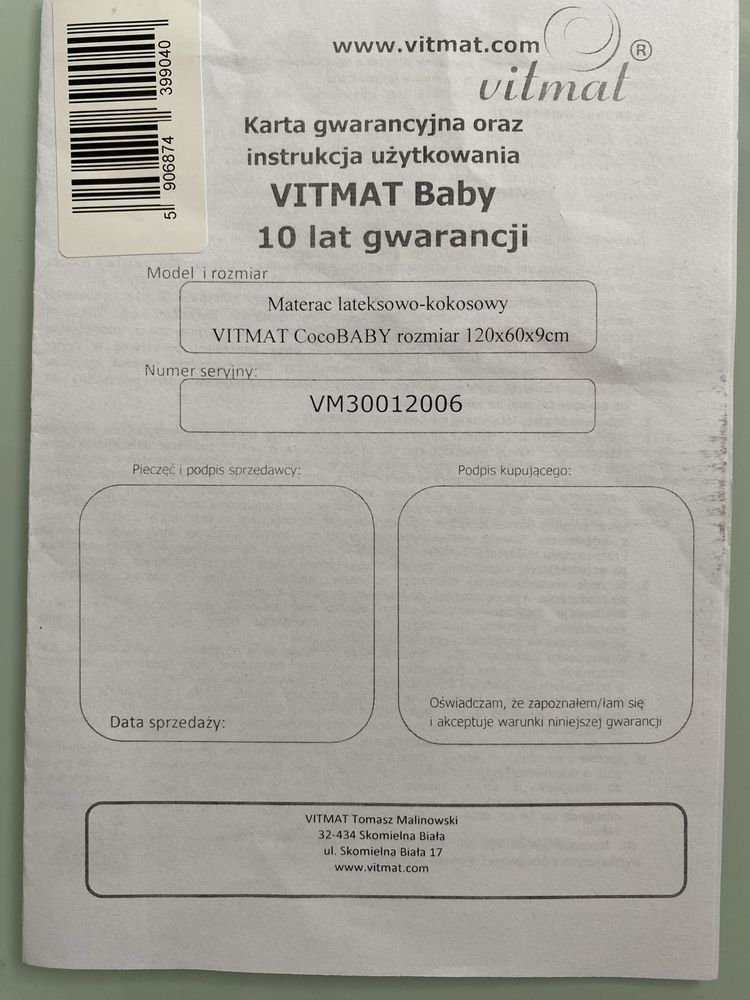 5 906874 399040
www.vitmat.com
vitmat ®
Karta gwarancyjna oraz
instrukcja użytkowania
VITMAT Baby
10 lat gwarancji
Model i rozmiar
Materac lateksowo-kokosowy
VITMAT CocoBABY rozmiar 120x60x9cm
Numer seryjny:
VM30012006
Pieczęć i podpis sprzedawcy:
Podpis kupującego:
Data sprzedaży:
Oświadczam, że zapoznałem/łam się
i akceptuje warunki niniejszej gwarancji
VITMAT Tomasz Malinowski
32-434 Skomielna Biała
ul. Skomielna Biała 17
www.vitmat.com